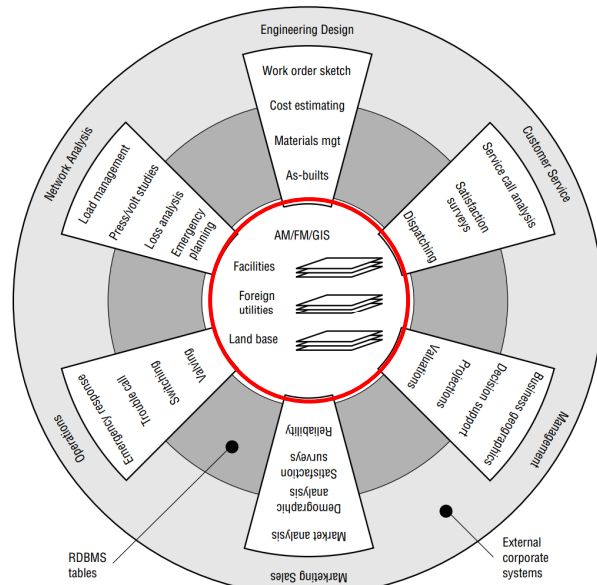 Engineering Design
Work order sketch
Cost estimating
Materials mgt
As-builts
Network Analysis
Load management
Press/volt studies
Loss analysis
Emergency
planning
Customer Service
Service call analysis
Satisfaction
surveys
Dispatching
AM/FM/GIS
Facilities
Foreign
utilities
Land base
Operations
Emergency response
Trouble call
Switching
Valving
Management
Business geographics
Decision support
Projections
Valuations
Reliability
Satisfaction
surveys
Demographic
analysis
Market analysis
Marketing Sales
RDBMS
tables
External
corporate
systems